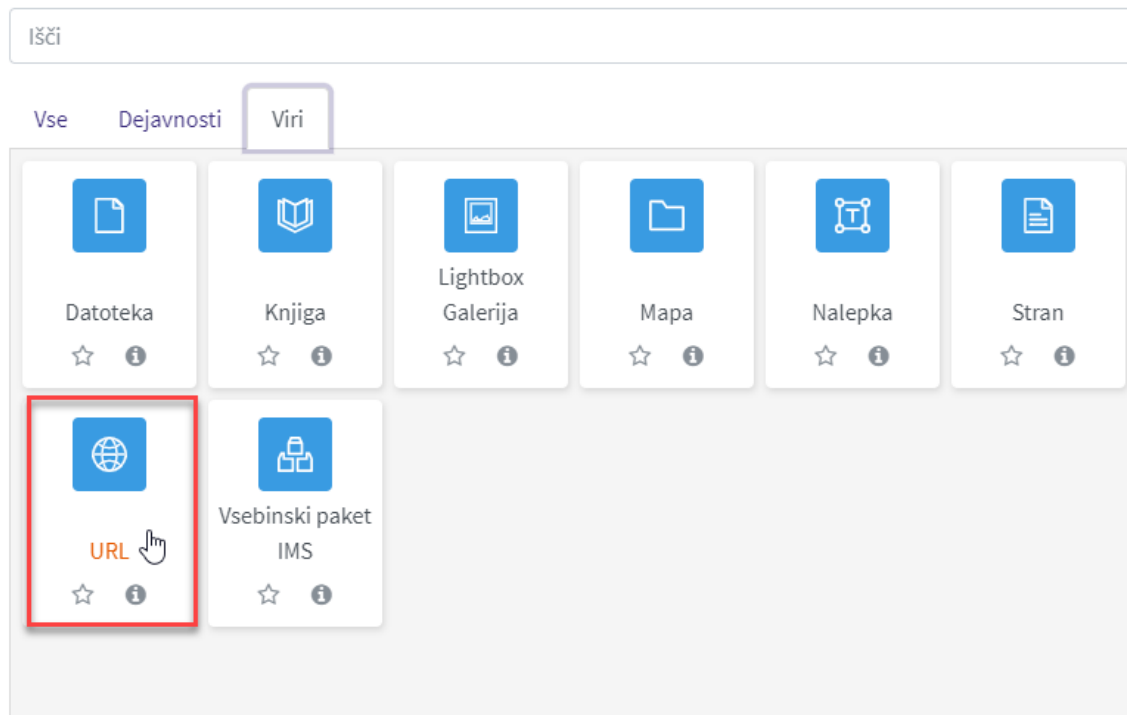 Išči
Vse
Dejavnosti
Viri
Datoteka
Knjiga
Lightbox
Galerija
Mapa
Nalepka
Stran
URL
Vsebinski paket
IMS